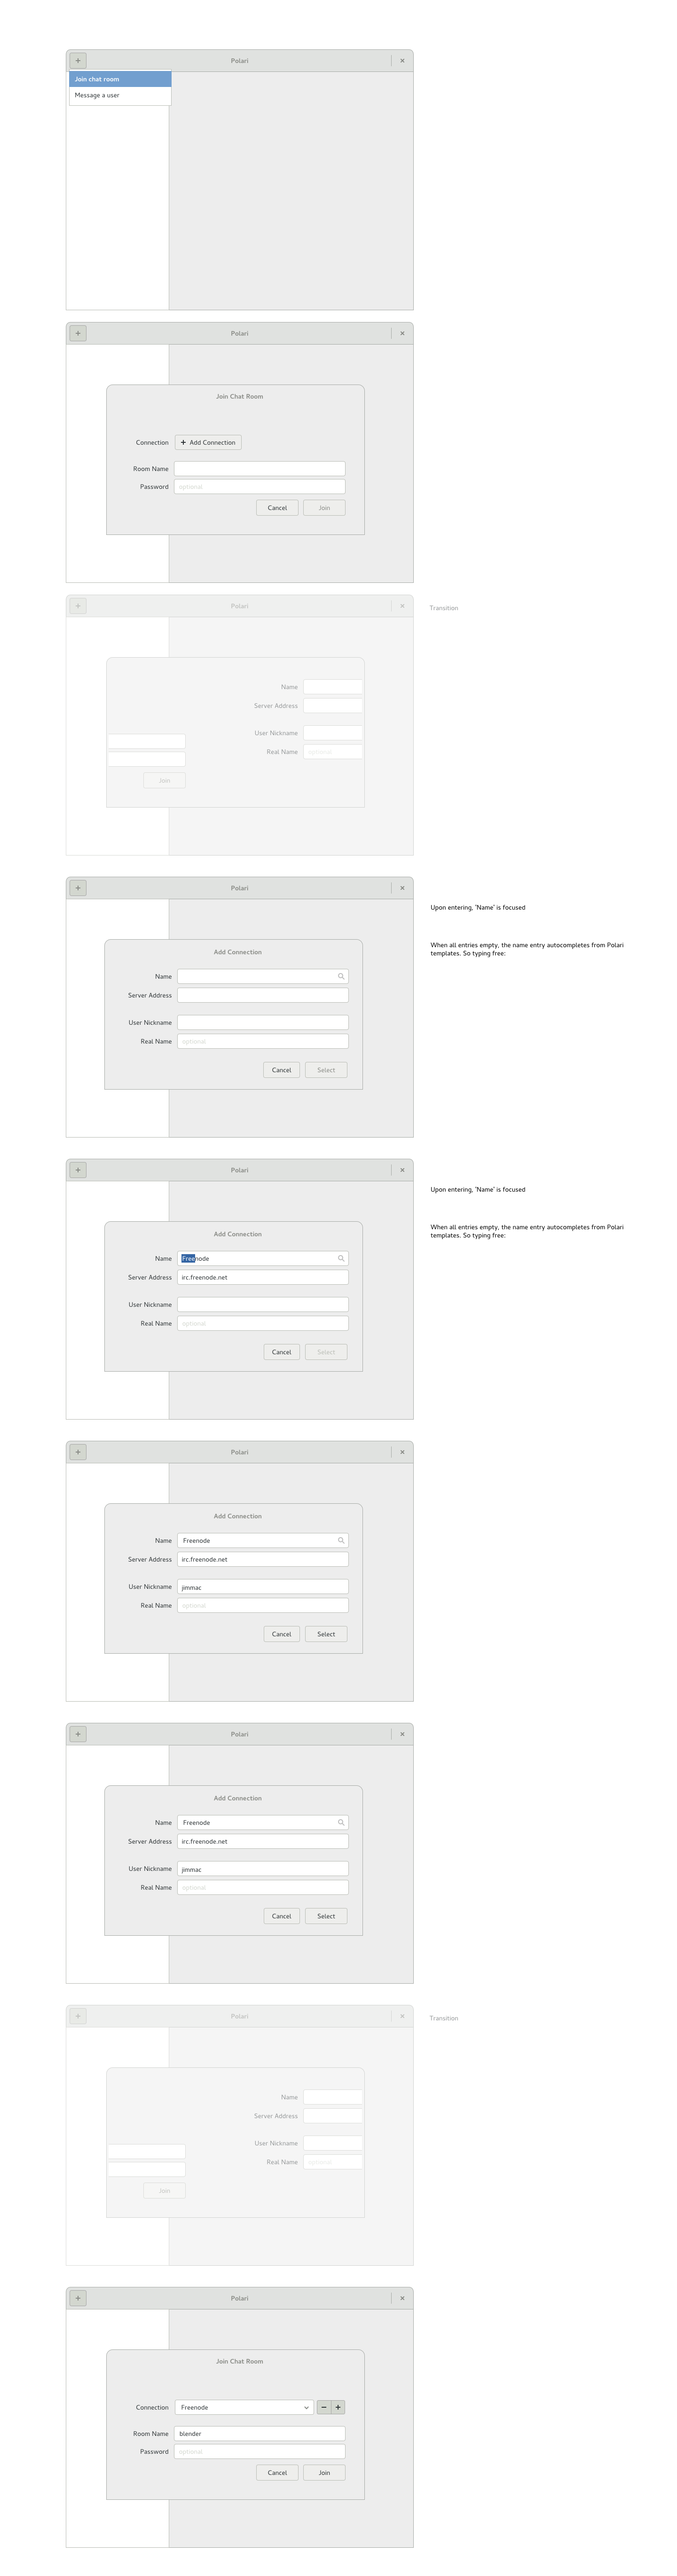 + Polari ×
Join chat room
Message a user
+ Polari ×
Join Chat Room
Connection + Add Connection
Room Name
Password optional
Cancel Join
+ Polari × Transition
Name
Server Address
User Nickname
Real Name optional
Join
+ Polari ×
Upon entering, 'Name' is focused
When all entries empty, the name entry autocompletes from Polari
templates. So typing free:
Add Connection
Name
Server Address
User Nickname
Real Name optional
Cancel Select
+ Polari ×
Upon entering, 'Name' is focused
When all entries empty, the name entry autocompletes from Polari
templates. So typing free:
Add Connection
Name Freenode
Server Address irc.freenode.net
User Nickname
Real Name optional
Cancel Select
+ Polari ×
Add Connection
Name Freenode
Server Address irc.freenode.net
User Nickname jimmac
Real Name optional
Cancel Select
+ Polari ×
Add Connection
Name Freenode
Server Address irc.freenode.net
User Nickname jimmac
Real Name optional
Cancel Select
+ Polari × Transition
Name
Server Address
User Nickname
Real Name optional
Join
+ Polari ×
Join Chat Room
Connection Freenode − +
Room Name blender
Password optional
Cancel Join